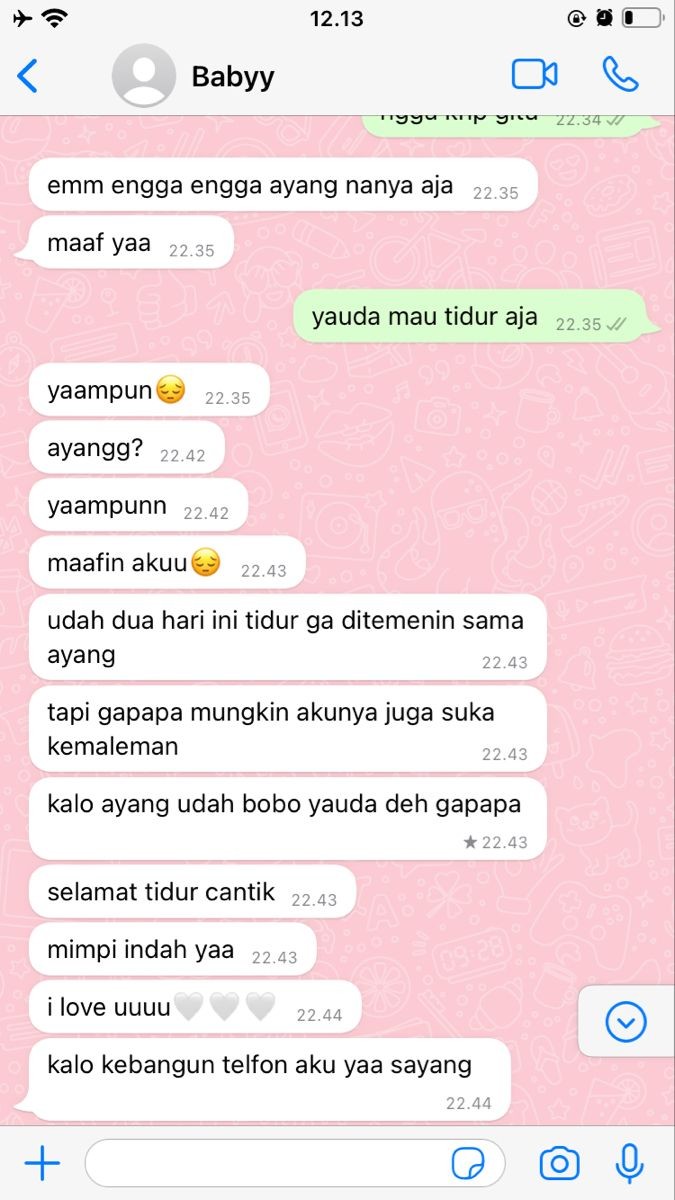 12.13
Babyy
22.34
emm engga engga ayang nanya aja 22.35
maaf yaa 22.35
yauda mau tidur aja 22.35
yaampun😔 22.35
ayangg? 22.42
yaampunn 22.42
maafin akuu😔 22.43
udah dua hari ini tidur ga ditemenin sama
ayang 22.43
tapi gapapa mungkin akunya juga suka
kemaleman 22.43
kalo ayang udah bobo yauda deh gapapa
★ 22.43
selamat tidur cantik 22.43
mimpi indah yaa 22.43
i love uuuu🤍🤍🤍 22.44
kalo kebangun telfon aku yaa sayang
22.44